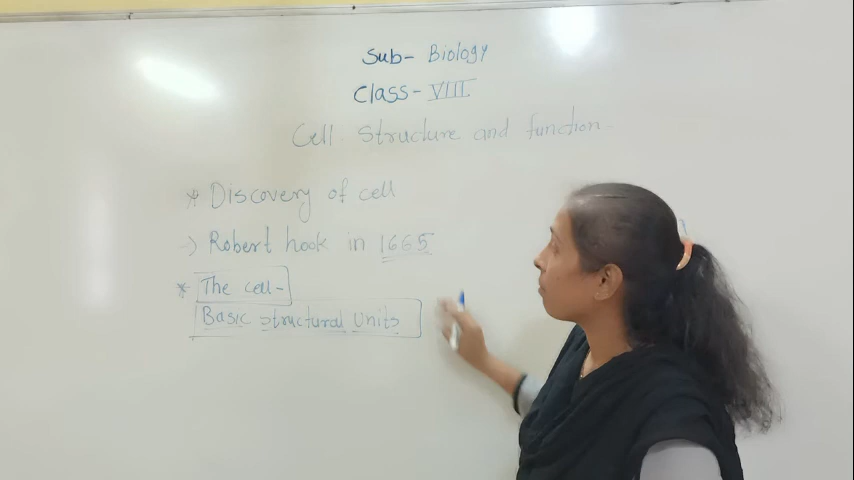 Sub- Biology
Class- VIII
Cell Structure and function
* Discovery of cell
→ Robert hook in 1665
* The cell-
Basic structural units